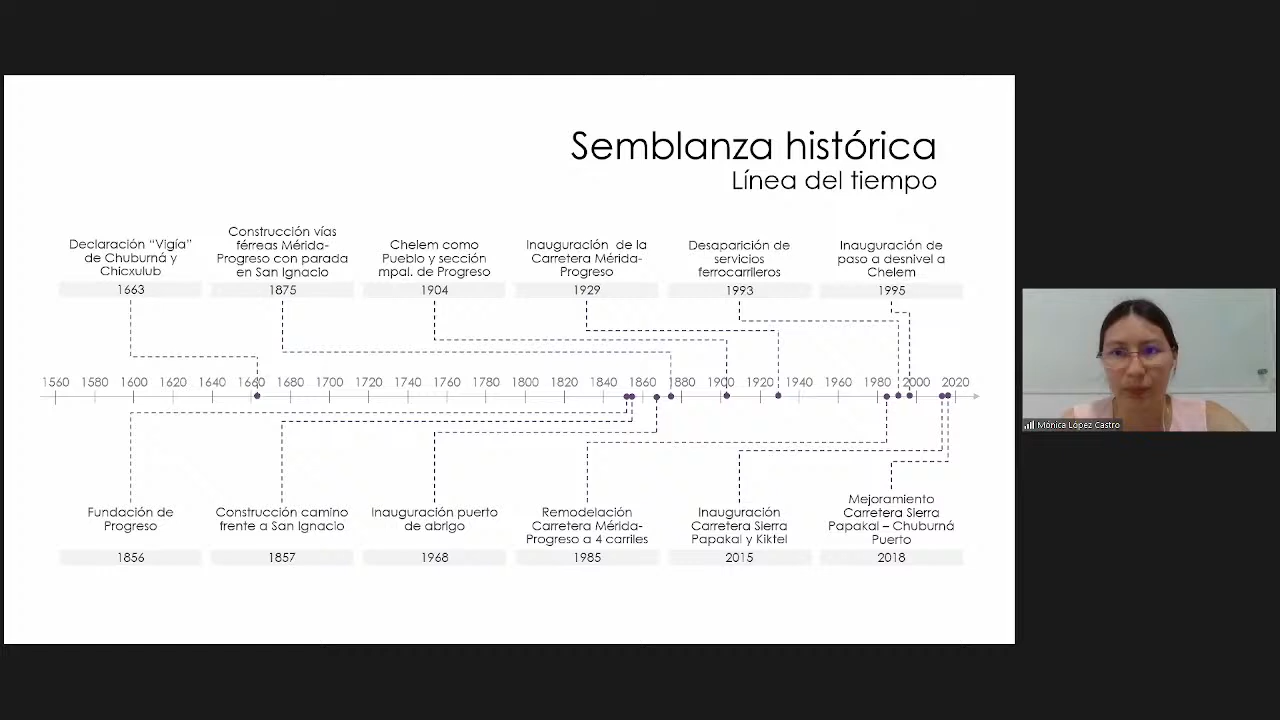 Semblanza histórica
Línea del tiempo
Declaración “Vigía”
de Chuburná y
Chicxulub
1663
Construcción vías
férreas Mérida-
Progreso con parada
en San Ignacio
1875
Chelem como
Pueblo y sección
mpal. de Progreso
1904
Inauguración de la
Carretera Mérida-
Progreso
1929
Desaparición de
servicios
ferrocarrileros
1993
Inauguración de
paso a desnivel a
Chelem
1995
1560 1580 1600 1620 1640 1660 1680 1700 1720 1740 1760 1780 1800 1820 1840 1860 1880 1900 1920 1940 1960 1980 2000 2020
Fundación de
Progreso
1856
Construcción camino
frente a San Ignacio
1857
Inauguración puerto
de abrigo
1968
Remodelación
Carretera Mérida-
Progreso a 4 carriles
1985
Inauguración
Carretera Sierra
Papakal y Kiktel
2015
Mejoramiento
Carretera Sierra
Papakal – Chuburná
Puerto
2018
Mónica López Castro